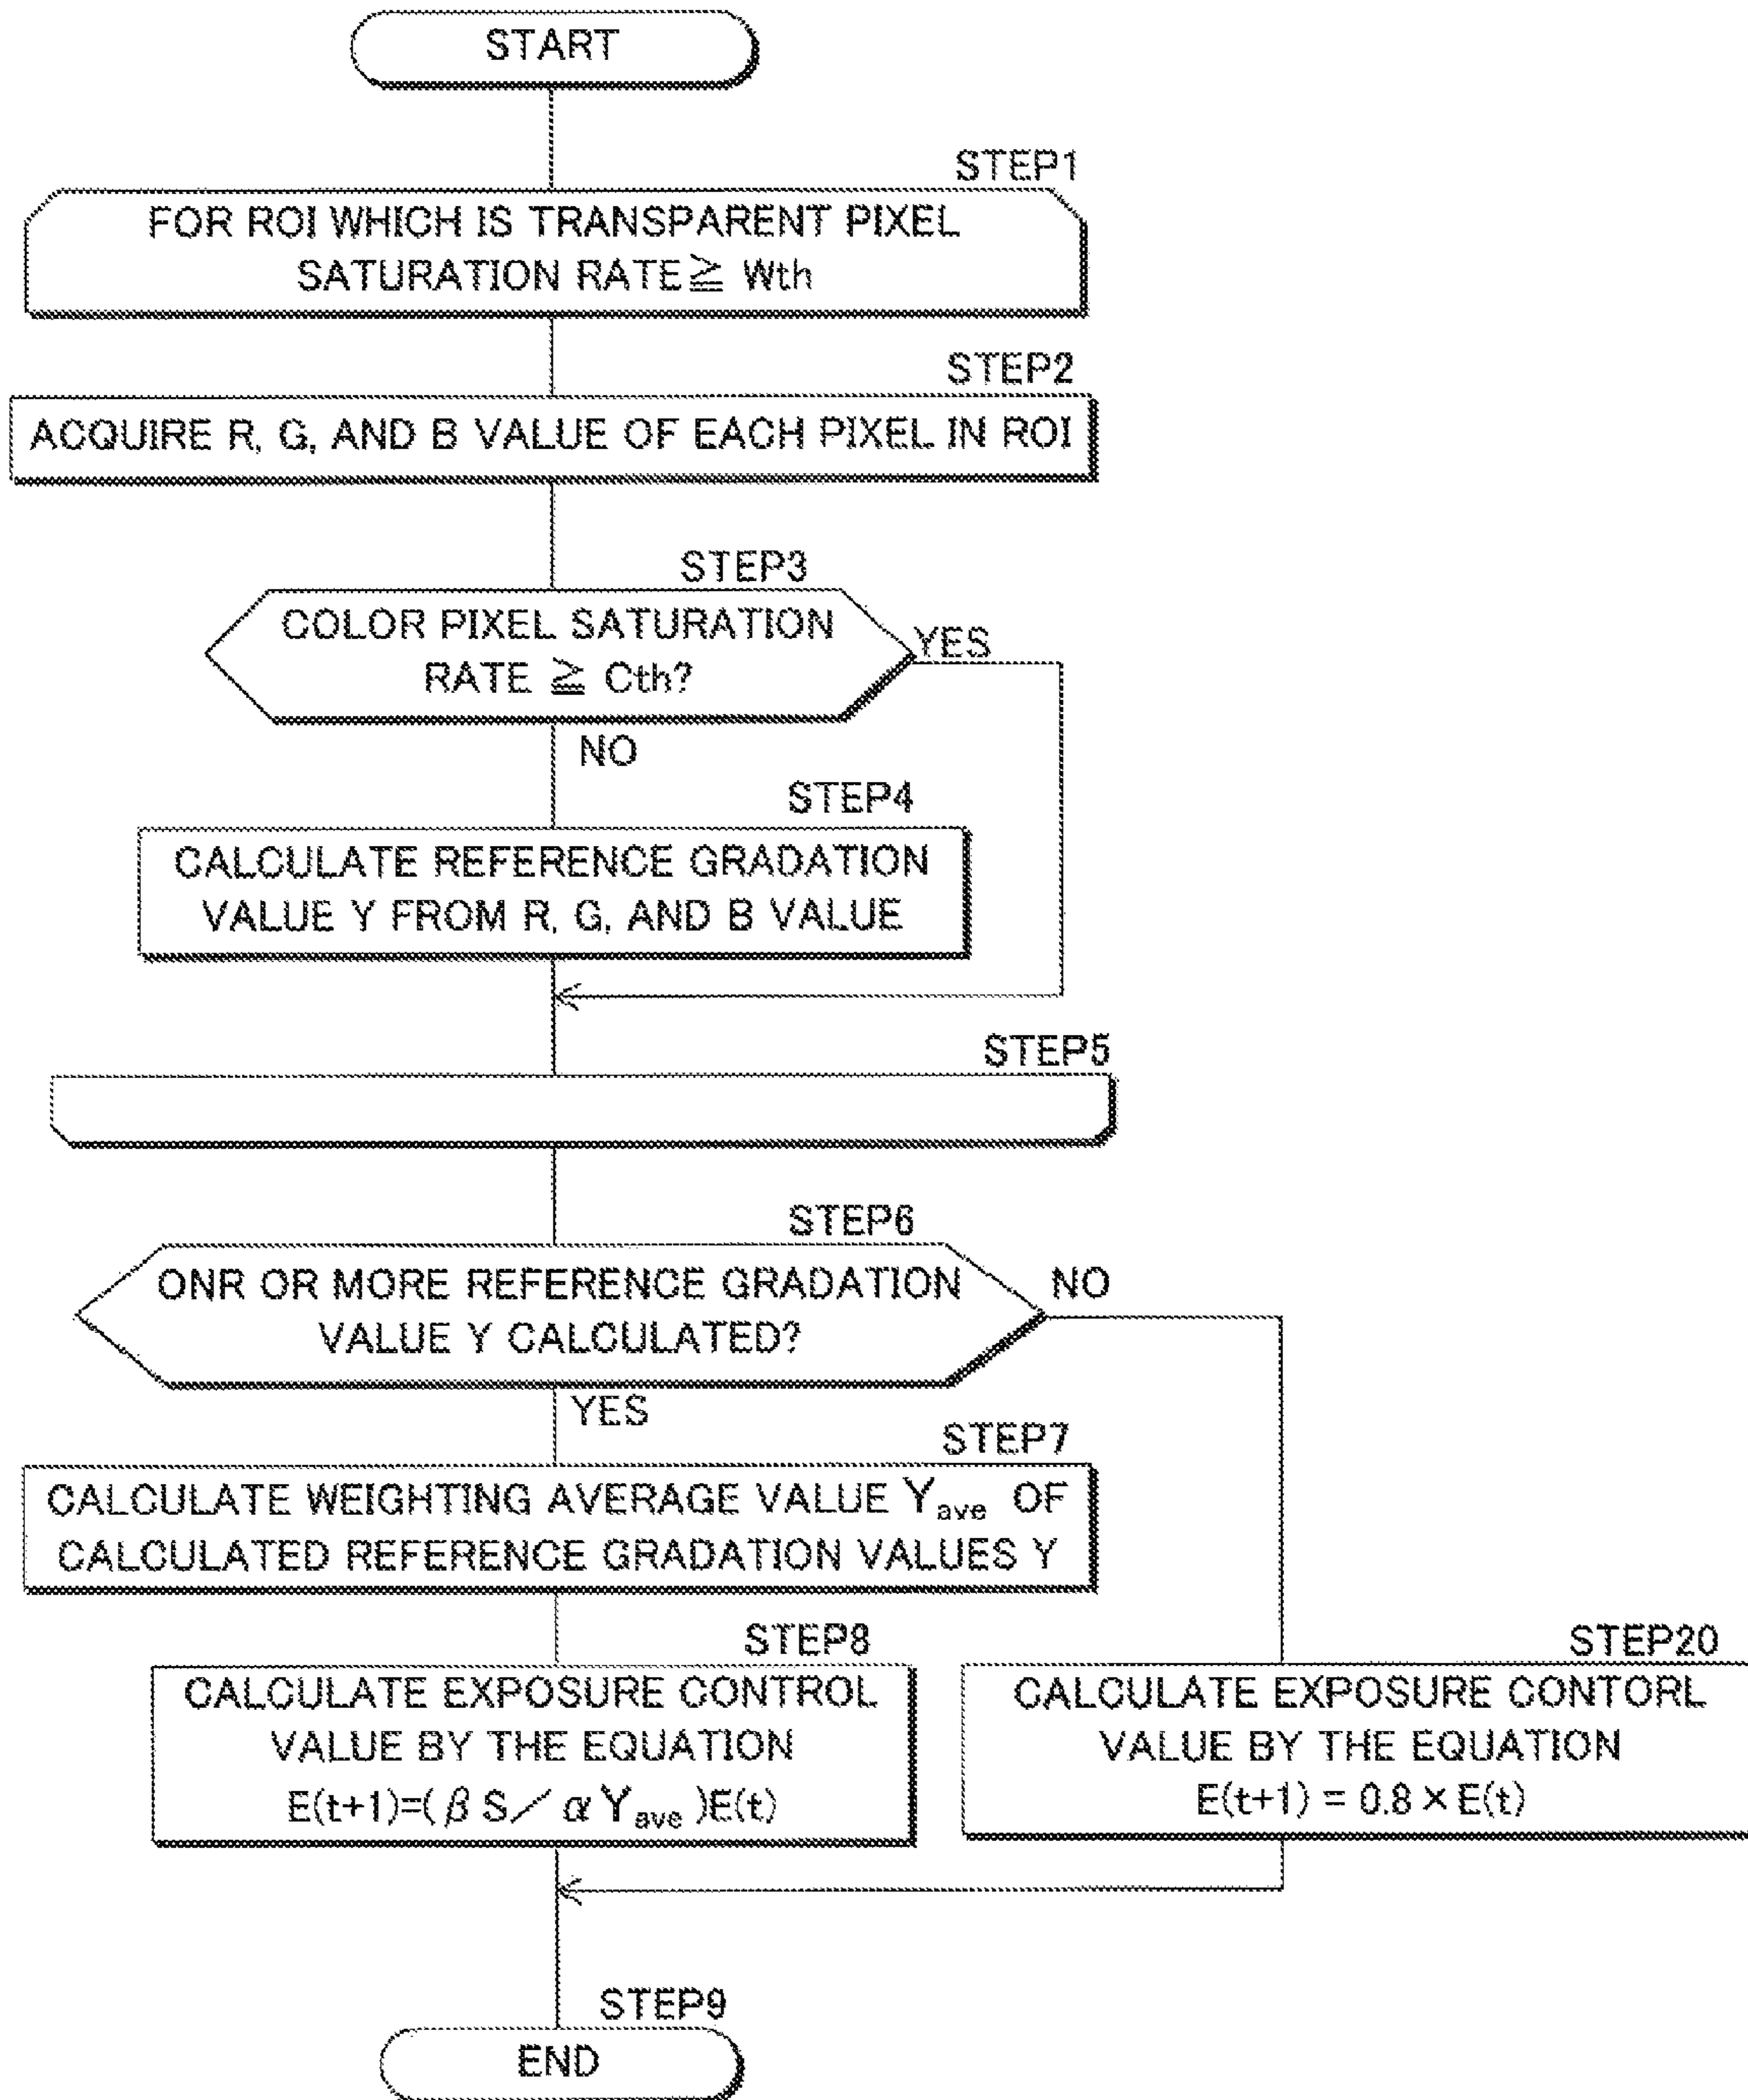 START
STEP1
FOR ROI WHICH IS TRANSPARENT PIXEL
SATURATION RATE ≧ Wth
STEP2
ACQUIRE R, G, AND B VALUE OF EACH PIXEL IN ROI
STEP3
COLOR PIXEL SATURATION
RATE ≧ Cth?
YES
NO
STEP4
CALCULATE REFERENCE GRADATION
VALUE Y FROM R, G, AND B VALUE
STEP5
STEP6
ONR OR MORE REFERENCE GRADATION
VALUE Y CALCULATED?
NO
YES
STEP7
CALCULATE WEIGHTING AVERAGE VALUE Yave OF
CALCULATED REFERENCE GRADATION VALUES Y
STEP8
CALCULATE EXPOSURE CONTROL
VALUE BY THE EQUATION
E(t+1)=(β S／α Yave)E(t)
STEP20
CALCULATE EXPOSURE CONTORL
VALUE BY THE EQUATION
E(t+1) = 0.8 × E(t)
STEP9
END